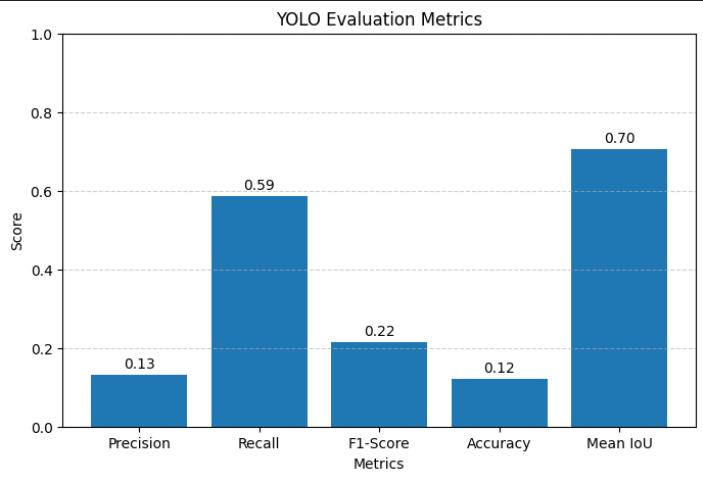 YOLO Evaluation Metrics
1.0
0.8
0.6
0.4
0.2
0.0
Score
0.13
0.59
0.22
0.12
0.70
Precision
Recall
F1-Score
Accuracy
Mean IoU
Metrics